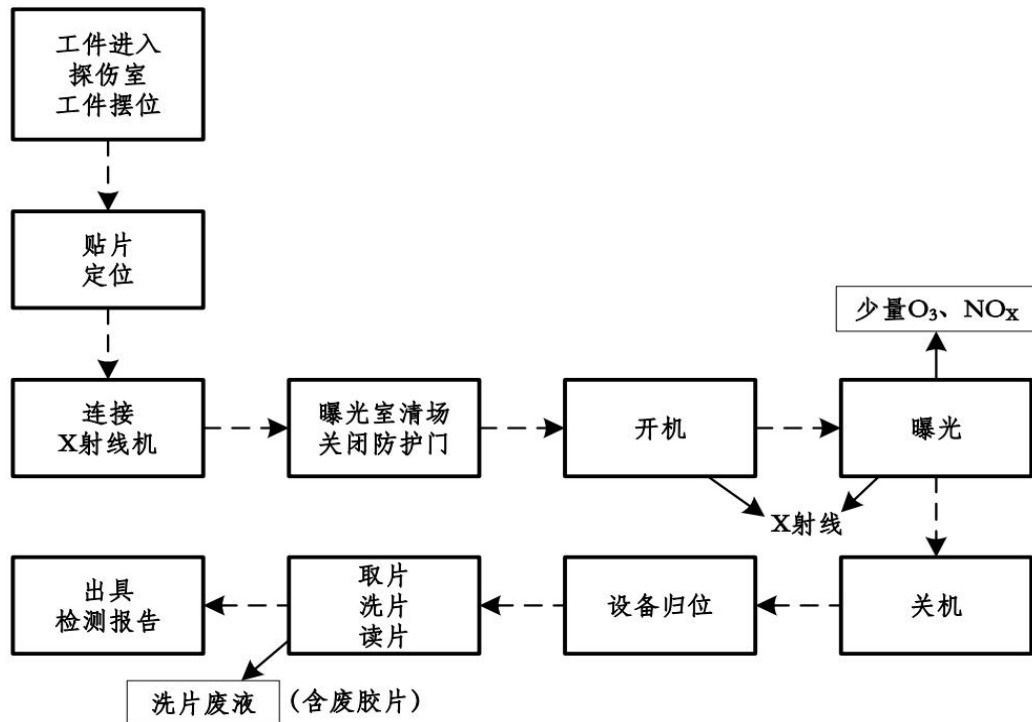 工件进入
探伤室
工件摆位
贴片
定位
少量O₃、NOX
连接
X射线机
曝光室清场
关闭防护门
开机
曝光
X射线
出具
检测报告
取片
洗片
读片
设备归位
关机
洗片废液 (含废胶片)